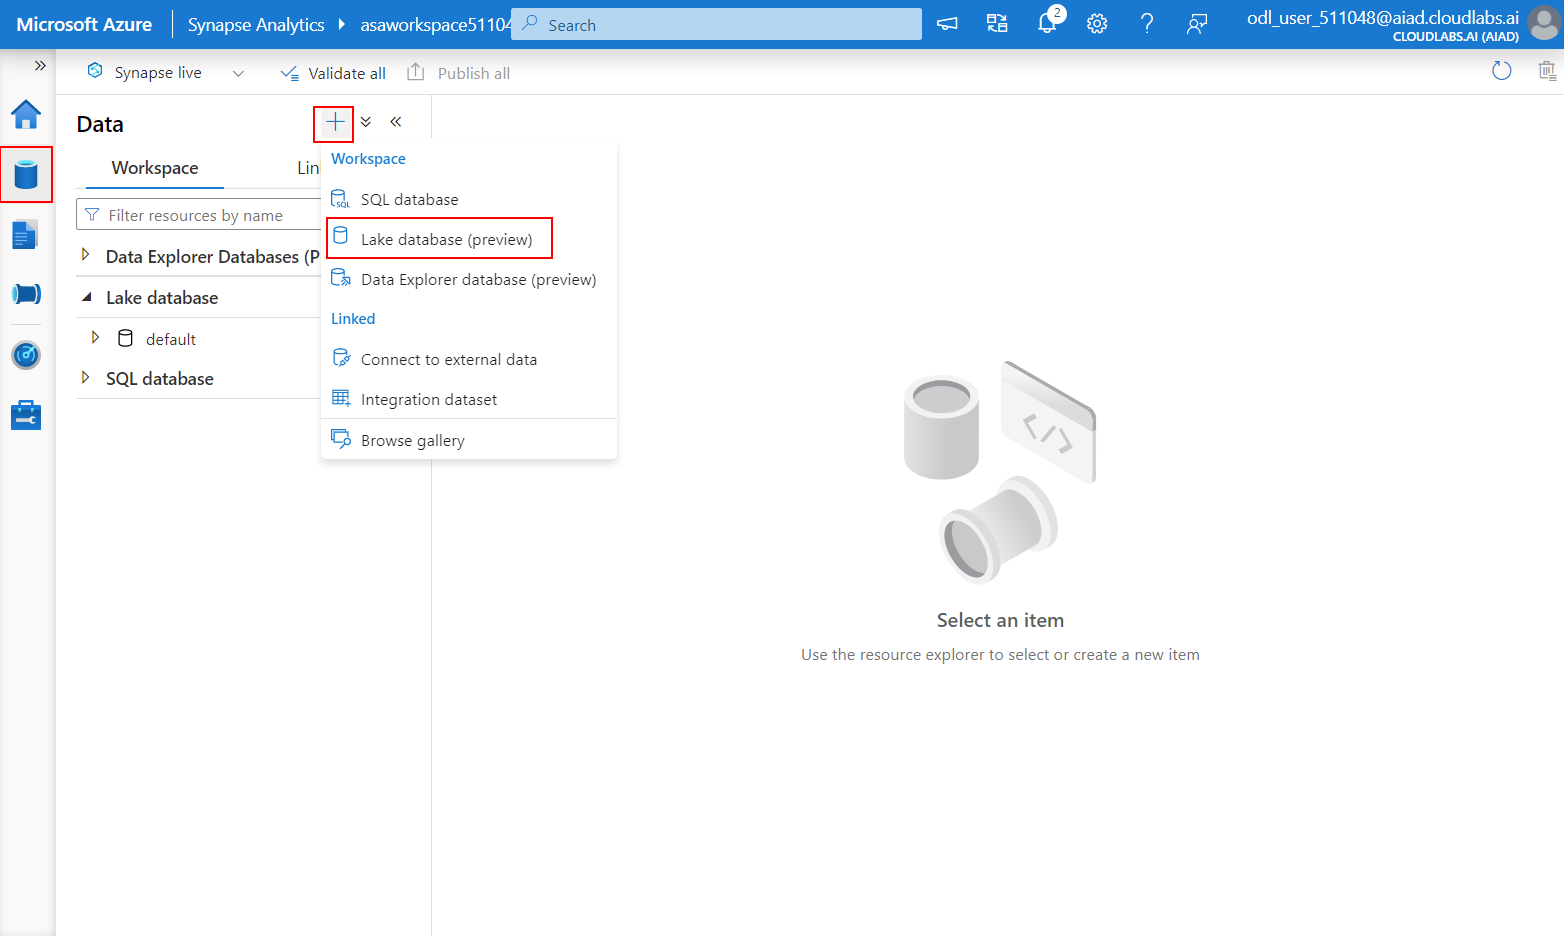 Microsoft Azure
Synapse Analytics
asaworkspace51104
Search
2
odl_user_511048@aiad.cloudlabs.ai
CLOUDLABS.AI (AIAD)
Synapse live
Validate all
Publish all
Data
Workspace
Lin
Filter resources by name
Data Explorer Databases (P
Lake database
default
SQL database
Workspace
SQL database
Lake database (preview)
Data Explorer database (preview)
Linked
Connect to external data
Integration dataset
Browse gallery
Select an item
Use the resource explorer to select or create a new item